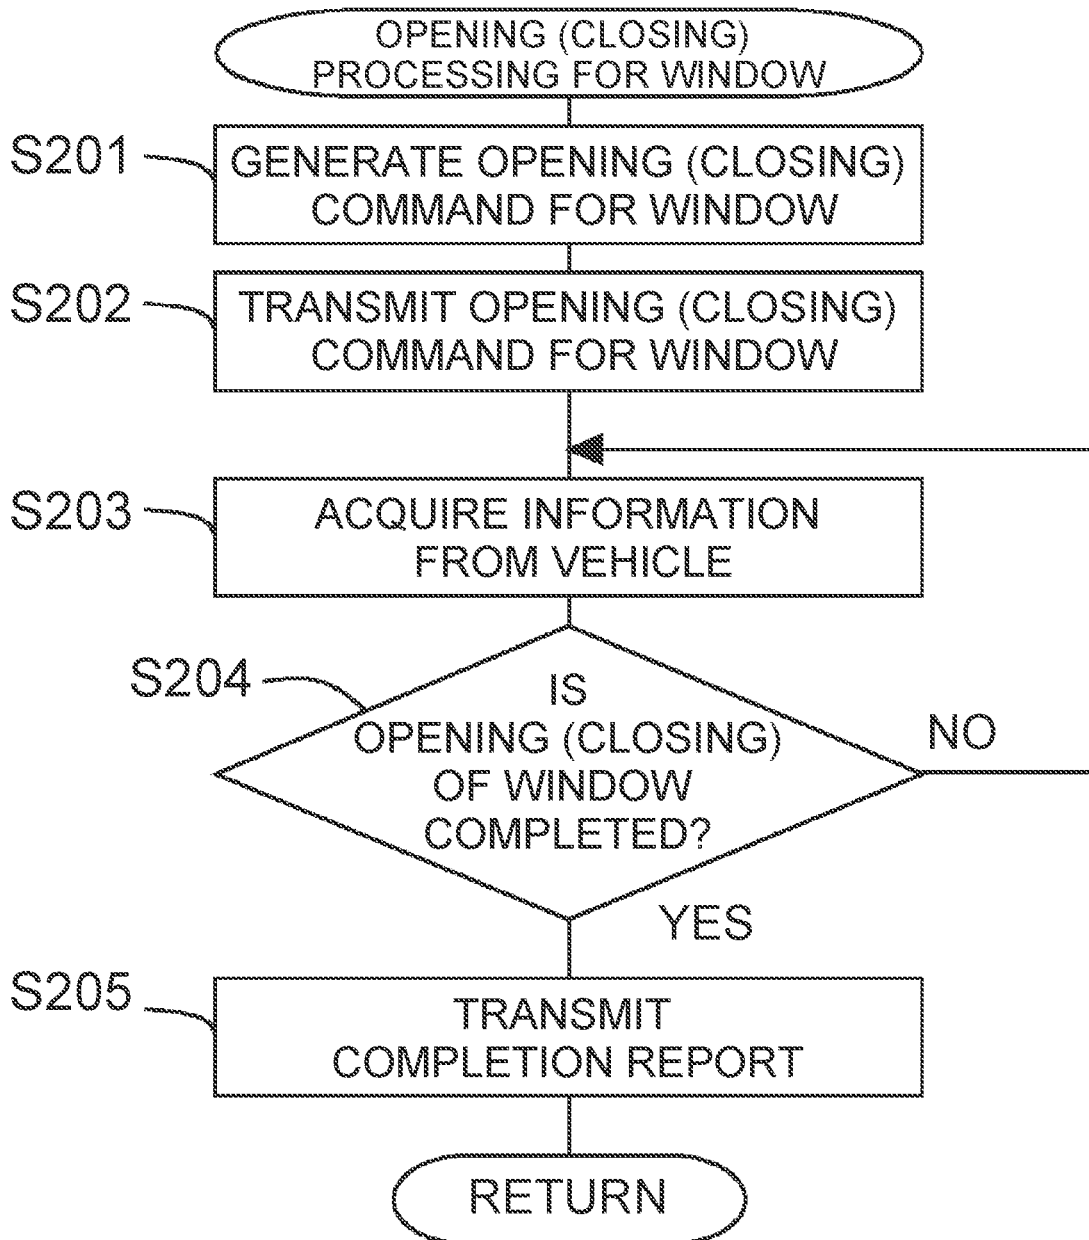 OPENING (CLOSING)
PROCESSING FOR WINDOW
S201
GENERATE OPENING (CLOSING)
COMMAND FOR WINDOW
S202
TRANSMIT OPENING (CLOSING)
COMMAND FOR WINDOW
S203
ACQUIRE INFORMATION
FROM VEHICLE
S204
IS
OPENING (CLOSING)
OF WINDOW
COMPLETED?
NO
YES
S205
TRANSMIT
COMPLETION REPORT
RETURN